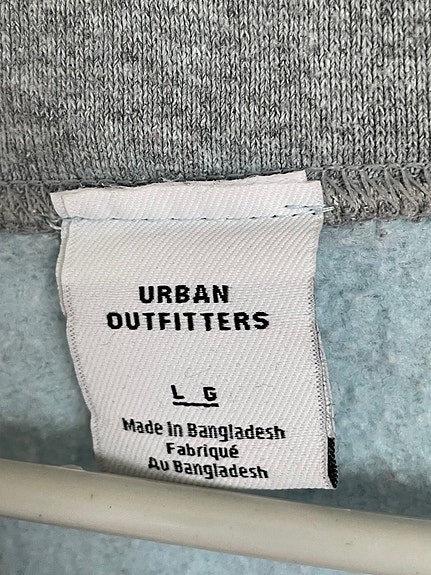 URBAN
OUTFITTERS
L G
Made In Bangladesh
Fabriqué
Au Bangladesh